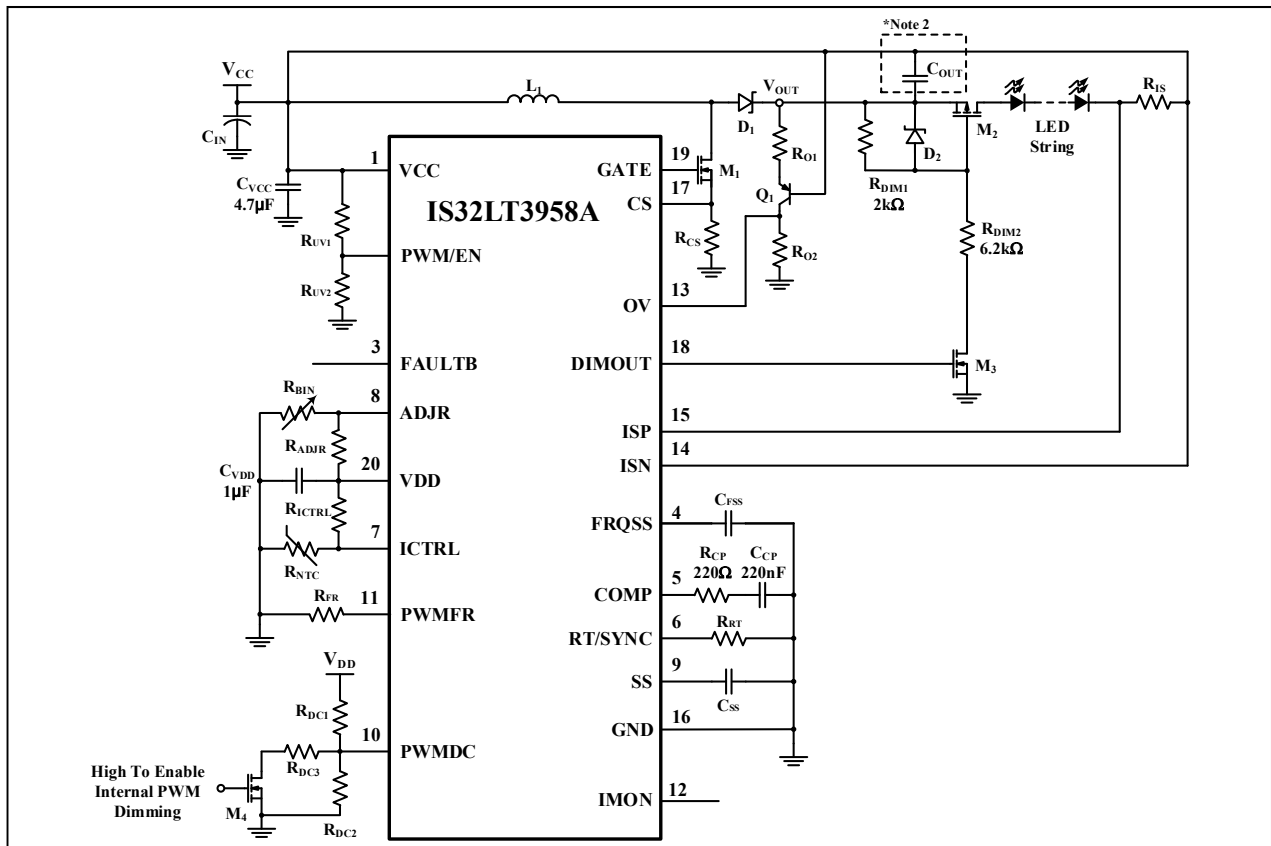 *Note 2
VCC
L1
VOUT
COUT
RIS
CIN
D1
M2
LED
String
1
VCC
19
GATE
M1
RO1
D2
RDIM1
2kΩ
CVCC
4.7µF
17
CS
Q1
IS32LT3958A
RUV1
RCS
RO2
RDIM2
6.2kΩ
PWM/EN
RUV2
13
OV
3
FAULTB
18
DIMOUT
M3
RBIN
8
ADJR
RADJR
15
ISP
14
ISN
CVDD
1µF
20
VDD
RICTRL
CFSS
4
FRQSS
7
ICTRL
RNTC
RCP
220Ω
CCP
220nF
5
COMP
RFR
11
PWMFR
6
RT/SYNC
RRT
VDD
9
SS
CSS
RDC1
16
GND
10
PWMDC
RDC3
High To Enable
Internal PWM
Dimming
M4
RDC2
12
IMON